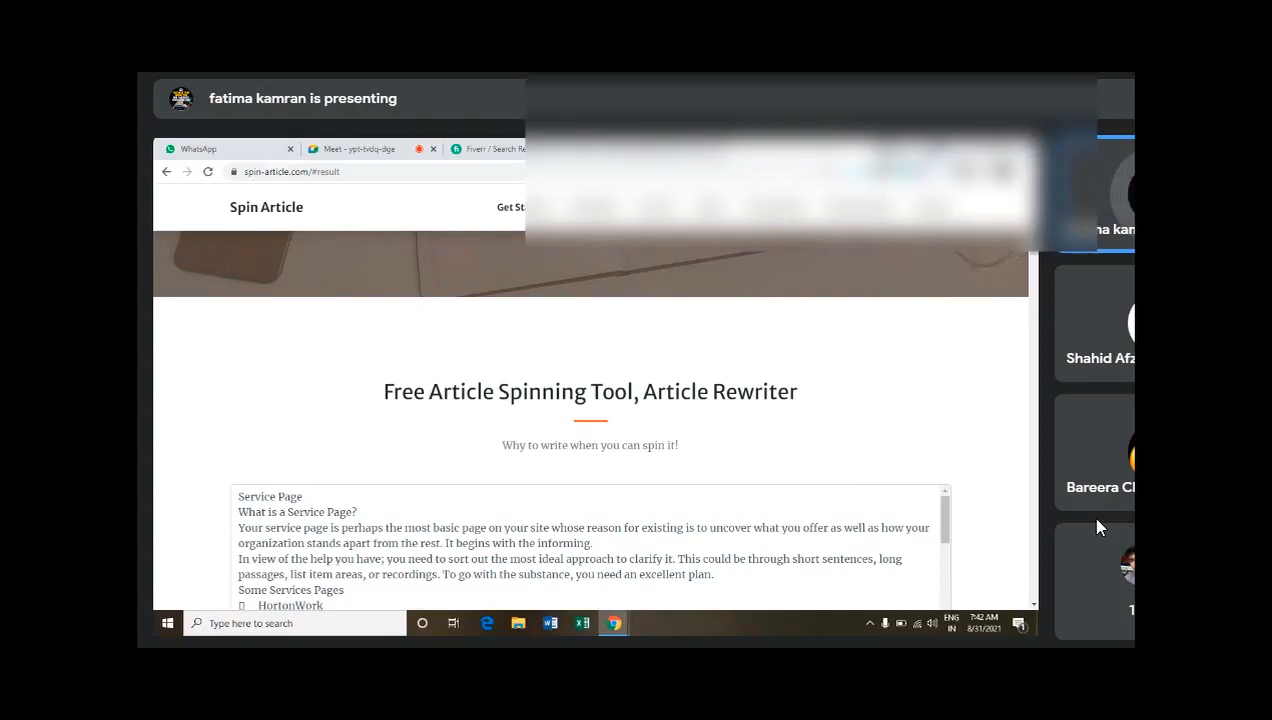 fatima kamran is presenting
WhatsApp
Meet - ypt-tvdq-dge
Fiverr / Search Re
spin-article.com/#result
Spin Article
Get Sta
na kam
Free Article Spinning Tool, Article Rewriter
Why to write when you can spin it!
Shahid Afz
Service Page
What is a Service Page?
Your service page is perhaps the most basic page on your site whose reason for existing is to uncover what you offer as well as how your
organization stands apart from the rest. It begins with the informing.
In view of the help you have; you need to sort out the most ideal approach to clarify it. This could be through short sentences, long
passages, list item areas, or recordings. To go with the substance, you need an excellent plan.
Some Services Pages
HortonWork
Bareera Ch
1
Type here to search
ENG
IN
7:42 AM
8/31/2021